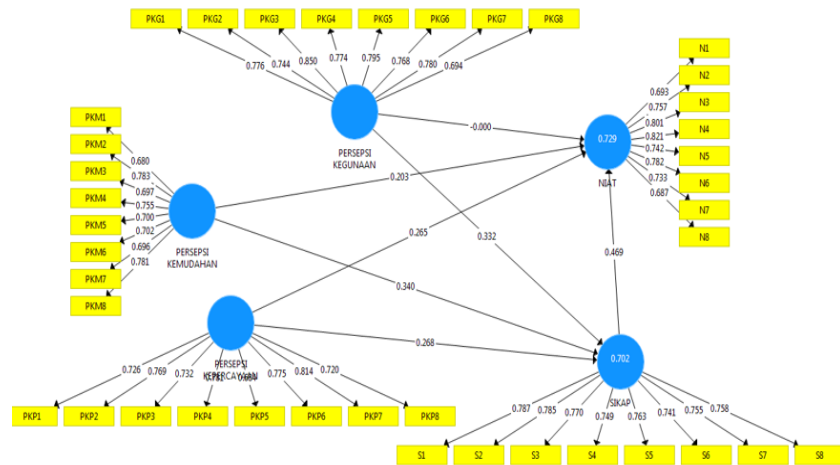 PKG1 PKG2 PKG3 PKG4 PKG5 PKG6 PKG7 PKG8
0.776 0.744 0.850 0.774 0.795 0.768 0.780 0.694
PERSEPSI
KEGUNAAN
N1
N2
N3
N4
N5
N6
N7
N8
0.693
0.757
0.801
0.821
0.742
0.782
0.733
0.687
0.729
NIAT
-0.000
0.203
0.265
0.332
0.469
0.340
0.268
PKM1
PKM2
PKM3
PKM4
PKM5
PKM6
PKM7
PKM8
0.680
0.783
0.697
0.755
0.700
0.702
0.696
0.781
PERSEPSI
KEMUDAHAN
PERSEPSI
KEPERCAYAAN
0.726 0.769 0.732 0.775 0.814 0.720
PKP1 PKP2 PKP3 PKP4 PKP5 PKP6 PKP7 PKP8
0.702
SIKAP
0.787 0.785 0.770 0.749 0.763 0.741 0.755 0.758
S1 S2 S3 S4 S5 S6 S7 S8